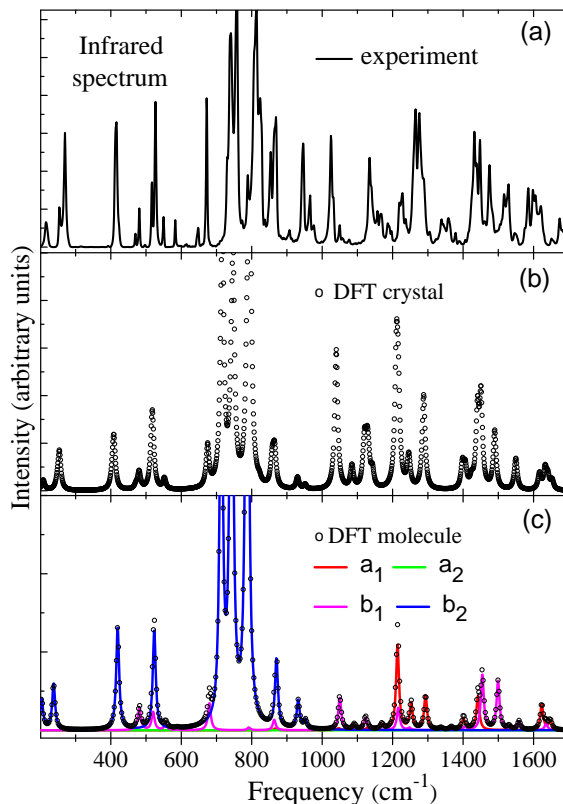 (a)
Infrared
spectrum
experiment
(b)
DFT crystal
(c)
DFT molecule
a1 a2
b1 b2
Intensity (arbitrary units)
400 600 800 1000 1200 1400 1600
Frequency (cm-1)